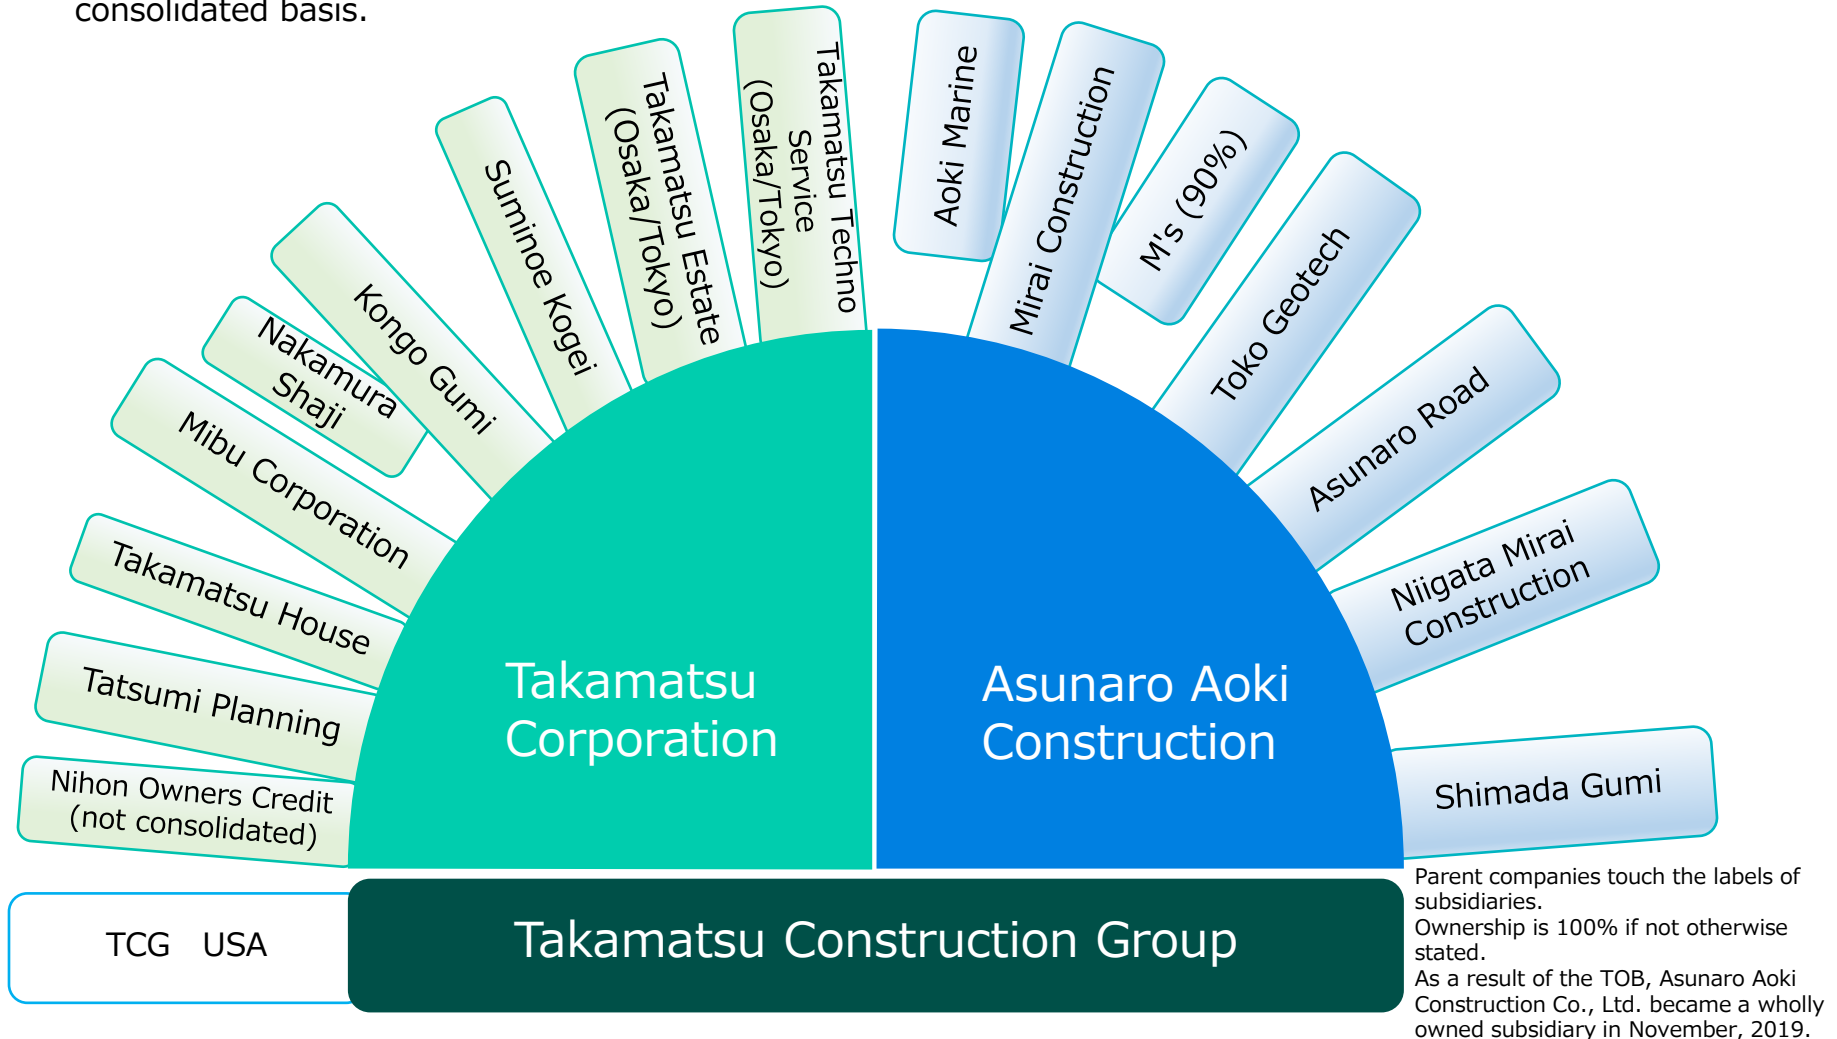 consolidated basis.
Nihon Owners Credit
(not consolidated)
Tatsumi Planning
Takamatsu House
Mibu Corporation
Nakamura
Shaji
Kongo Gumi
Suminoe Kogei
Takamatsu Estate
(Osaka/Tokyo)
Takamatsu Techno
Service
(Osaka/Tokyo)
Aoki Marine
Mirai Construction
M's (90%)
Toko Geotech
Asunaro Road
Niigata Mirai
Construction
Shimada Gumi
Takamatsu
Corporation
Asunaro Aoki
Construction
TCG USA
Takamatsu Construction Group
Parent companies touch the labels of
subsidiaries.
Ownership is 100% if not otherwise
stated.
As a result of the TOB, Asunaro Aoki
Construction Co., Ltd. became a wholly
owned subsidiary in November, 2019.